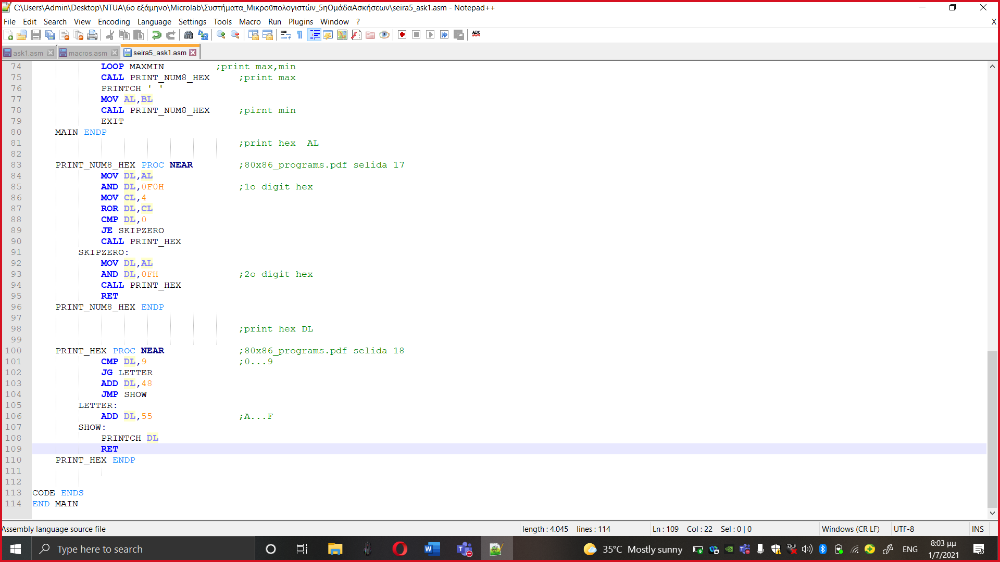 C:\Users\Admin\Desktop\NTUA\6ο εξάμηνο\Microlab\Συστήματα_Μικροϋπολογιστών_5ηΟμάδαΑσκήσεων\seira5_ask1.asm - Notepad++
File Edit Search View Encoding Language Settings Tools Macro Run Plugins Window ? X
ABC
ask1.asm macros.asm seira5_ask1.asm
74 LOOP MAXMIN ;print max,min
75 CALL PRINT_NUM8_HEX ;print max
76 PRINTCH ' '
77 MOV AL,BL
78 CALL PRINT_NUM8_HEX ;pirnt min
79 EXIT
80 MAIN ENDP
81 ;print hex  AL
82
83 PRINT_NUM8_HEX PROC NEAR ;80x86_programs.pdf selida 17
84 MOV DL,AL
85 AND DL,0F0H ;1o digit hex
86 MOV CL,4
87 ROR DL,CL
88 CMP DL,0
89 JE SKIPZERO
90 CALL PRINT_HEX
91 SKIPZERO:
92 MOV DL,AL
93 AND DL,0FH ;2o digit hex
94 CALL PRINT_HEX
95 RET
96 PRINT_NUM8_HEX ENDP
97
98 ;print hex DL
99
100 PRINT_HEX PROC NEAR ;80x86_programs.pdf selida 18
101 CMP DL,9 ;0...9
102 JG LETTER
103 ADD DL,48
104 JMP SHOW
105 LETTER:
106 ADD DL,55 ;A...F
107 SHOW:
108 PRINTCH DL
109 RET
110 PRINT_HEX ENDP
111
112
113 CODE ENDS
114 END MAIN
Assembly language source file length : 4.045 lines : 114 Ln : 109 Col : 22 Sel : 0 | 0 Windows (CR LF) UTF-8 INS
Type here to search 35°C Mostly sunny ENG 8:03 μμ
1/7/2021